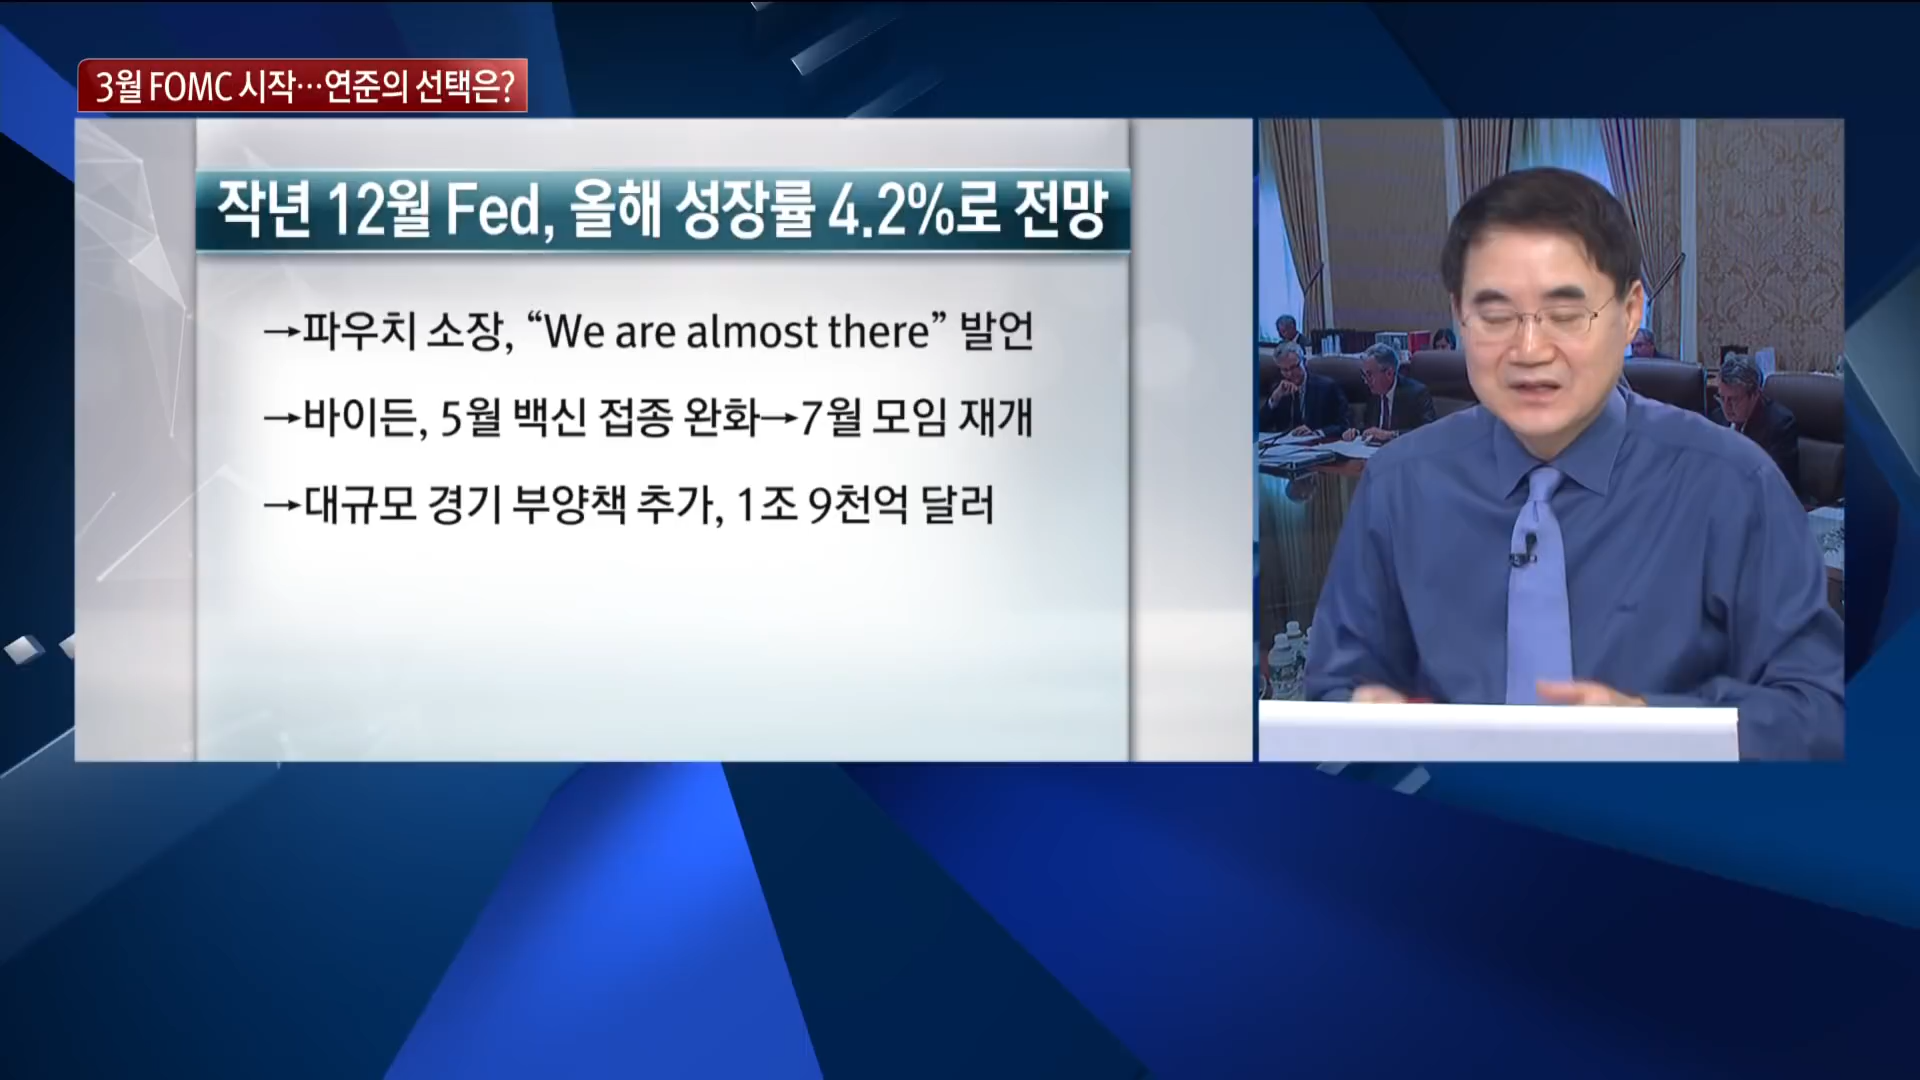 3월 FOMC 시작…연준의 선택은?
작년 12월 Fed, 올해 성장률 4.2%로 전망
→파우치 소장, “We are almost there” 발언
→바이든, 5월 백신 접종 완화→7월 모임 재개
→대규모 경기 부양책 추가, 1조 9천억 달러